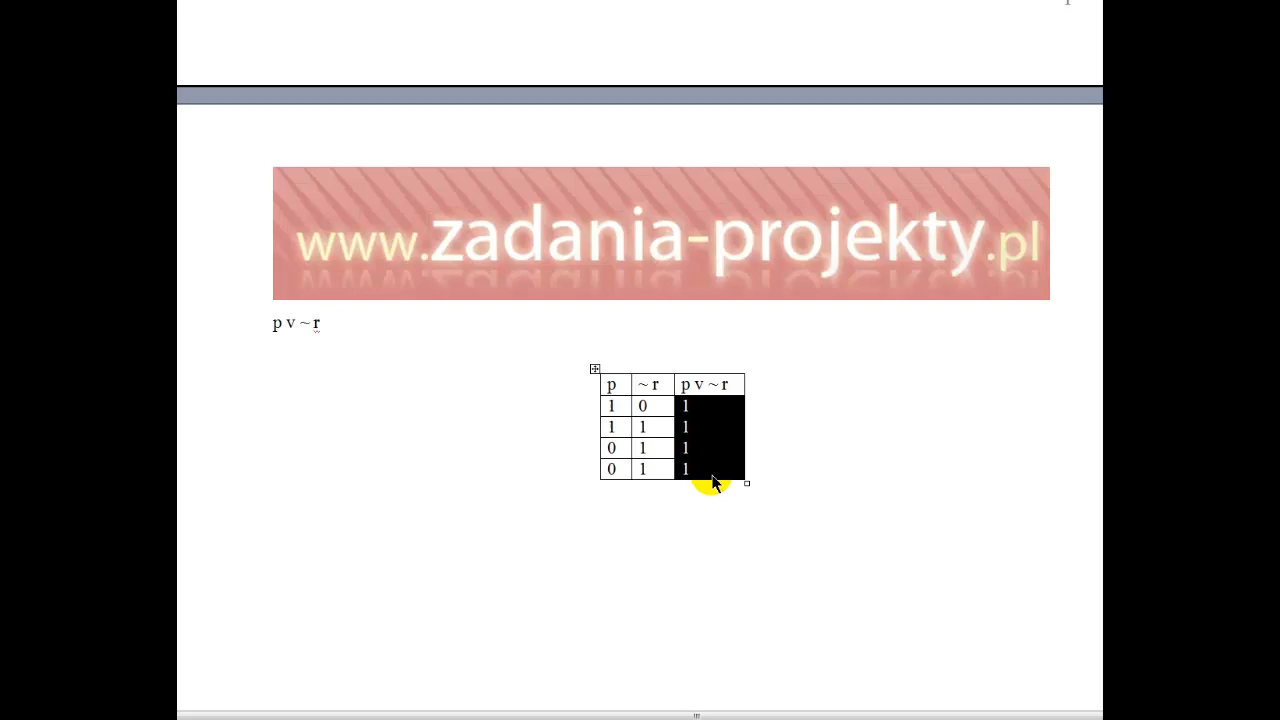 www.zadania-projekty.pl
p v ~ r
p ~ r p v ~ r
1 0 1
1 1 1
0 1 1
0 1 1